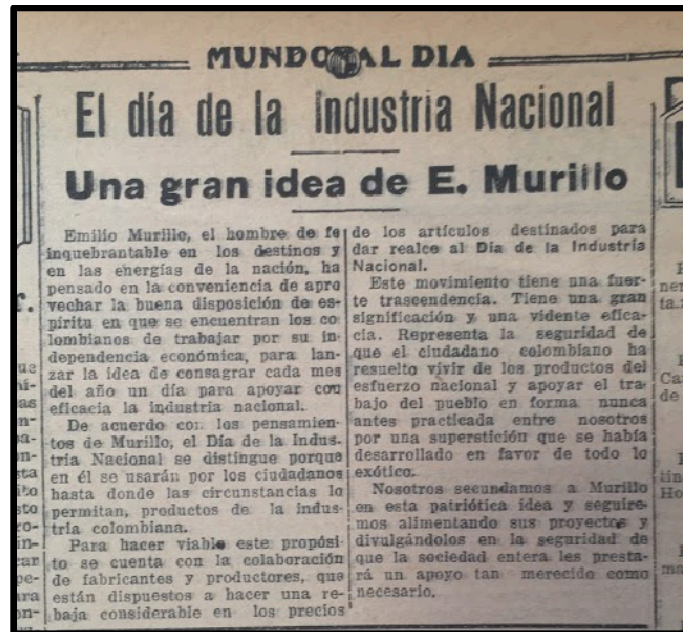 MUNDO AL DIA
El día de la Industria Nacional
Una gran idea de E. Murillo
Emilio Murillo, el hombre de fe
inquebrantable en los destinos y
en las energías de la nación, ha
pensado en la conveniencia de apro
vechar la buena disposición de es-
píritu en que se encuentran los co
lombianos de trabajar por su in-
dependencia económica, para lan-
zar la idea de consagrar cada mes
del año un día para apoyar con
eficacia la industria nacional.
De acuerdo con los pensamien-
tos de Murillo, el Día de la Indus-
tria Nacional se distingue porque
en él se usarán por los ciudadanos
hasta donde las circunstancias lo
permitan, productos de la indus-
tria colombiana.
Para hacer viable este propósi-
to se cuenta con la colaboración
de fabricantes y productores, que
están dispuestos a hacer una re-
baja considerable en los precios
de los artículos destinados para
dar realce al Día de la Industria
Nacional.
Este movimiento tiene una fuer-
te trascendencia. Tiene una gran
significación y una vidente efica-
cia. Representa la seguridad de
que el ciudadano colombiano ha
resuelto vivir de los productos del
esfuerzo nacional y apoyar el tra-
bajo del pueblo en forma nunca
antes practicada entre nosotros
por una superstición que se había
desarrollado en favor de todo lo
exótico.
Nosotros secundamos a Murillo
en esta patriótica idea y seguire-
mos alimentando sus proyectos y
divulgándolos en la seguridad de
que la sociedad entera les presta-
rá un apoyo tan merecido como
necesario.